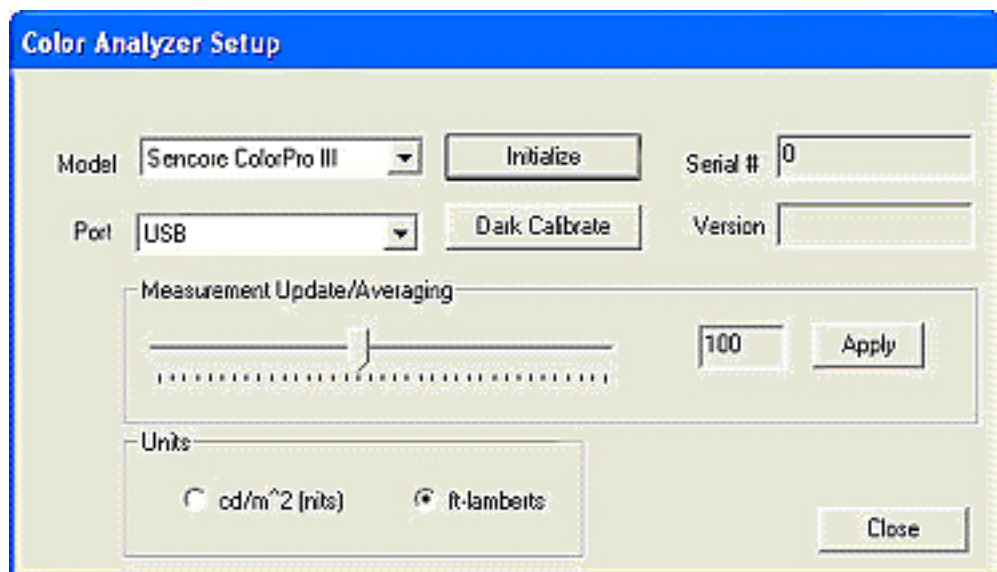 Color Analyzer Setup
Model Sencore ColorPro III Initialize Serial # 0
Port USB Dark Calibrate Version
Measurement Update/Averaging
100 Apply
Units
cd/m^2 (nits) ft-lamberts
Close